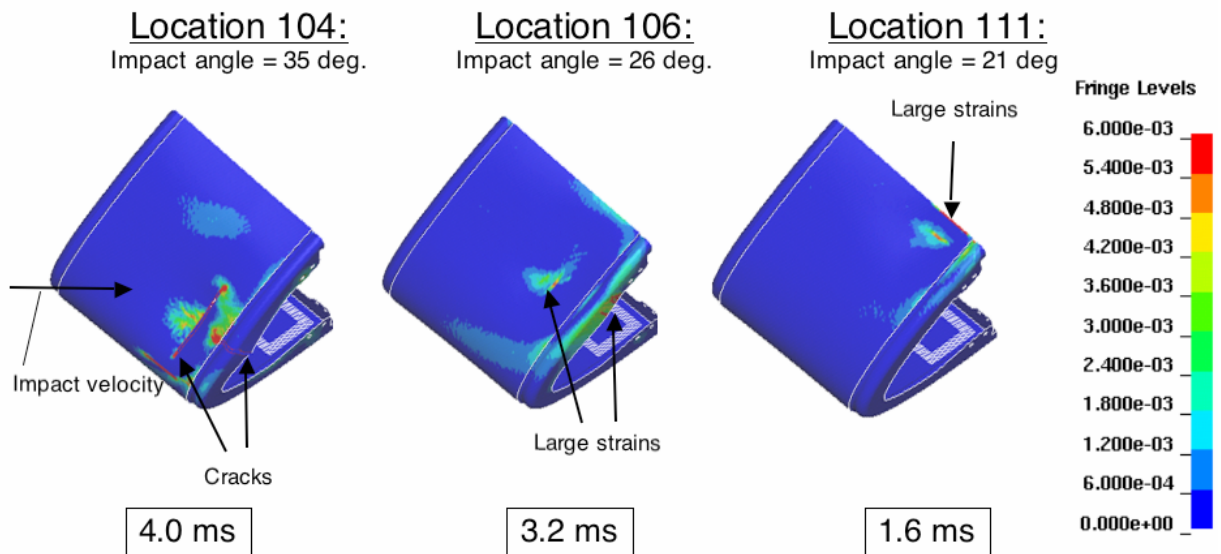 Location 104:
Impact angle = 35 deg.
Location 106:
Impact angle = 26 deg.
Location 111:
Impact angle = 21 deg
Large strains
Impact velocity
Cracks
Large strains
4.0 ms
3.2 ms
1.6 ms
Fringe Levels
6.000e-03
5.400e-03
4.800e-03
4.200e-03
3.600e-03
3.000e-03
2.400e-03
1.800e-03
1.200e-03
6.000e-04
0.000e+00